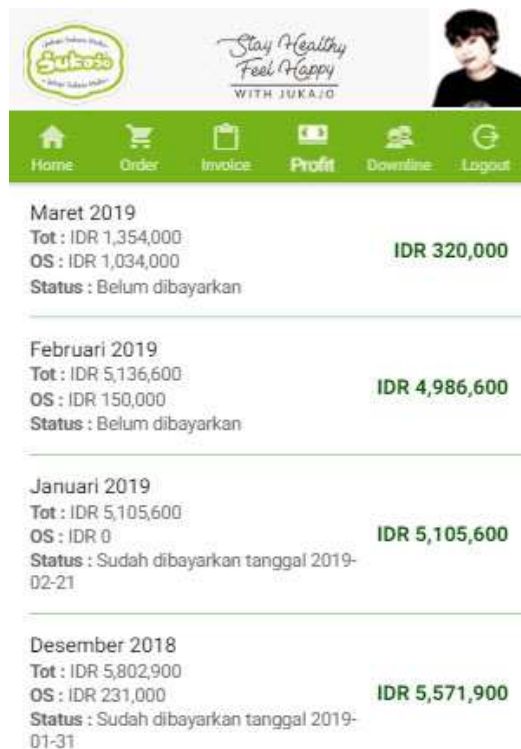 Jukajo
Stay Healthy
Feel Happy
WITH JUKAJO
Home Order Invoice Profit Downline Logout
Maret 2019
Tot : IDR 1,354,000
OS : IDR 1,034,000
Status : Belum dibayarkan
IDR 320,000
Februari 2019
Tot : IDR 5,136,600
OS : IDR 150,000
Status : Belum dibayarkan
IDR 4,986,600
Januari 2019
Tot : IDR 5,105,600
OS : IDR 0
Status : Sudah dibayarkan tanggal 2019-
02-21
IDR 5,105,600
Desember 2018
Tot : IDR 5,802,900
OS : IDR 231,000
Status : Sudah dibayarkan tanggal 2019-
01-31
IDR 5,571,900